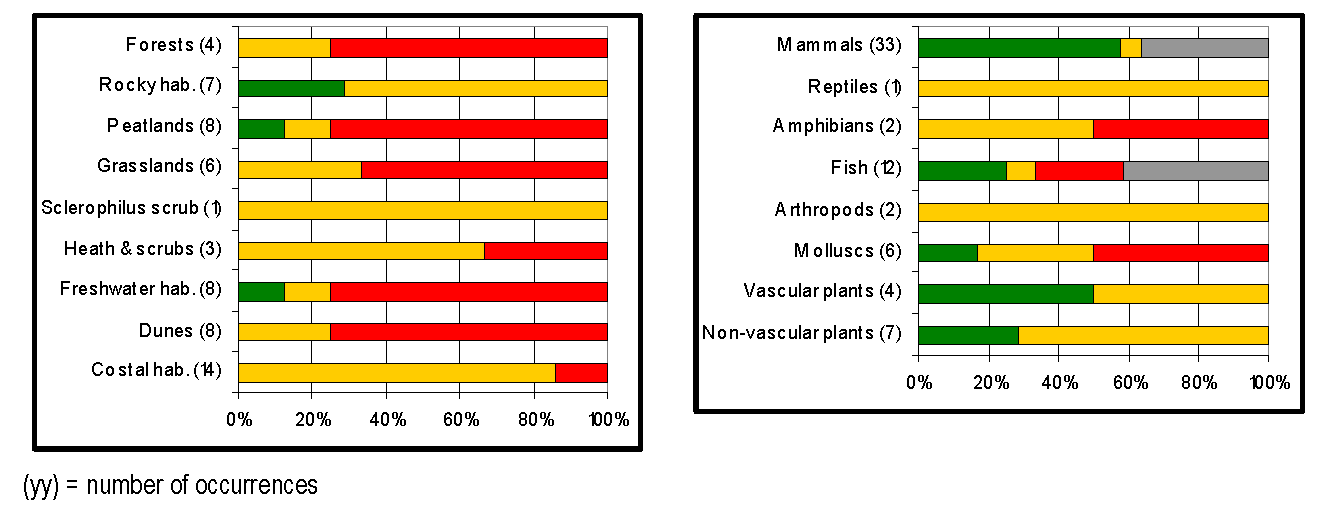 Forests (4)
Rocky hab. (7)
Peatlands (8)
Grasslands (6)
Sclerophilus scrub (1)
Heath & scrubs (3)
Freshwater hab. (8)
Dunes (8)
Costal hab. (14)
0% 20% 40% 60% 80% 100%
Mammals (33)
Reptiles (1)
Amphibians (2)
Fish (12)
Arthropods (2)
Molluscs (6)
Vascular plants (4)
Non-vascular plants (7)
0% 20% 40% 60% 80% 100%
(yy) = number of occurrences